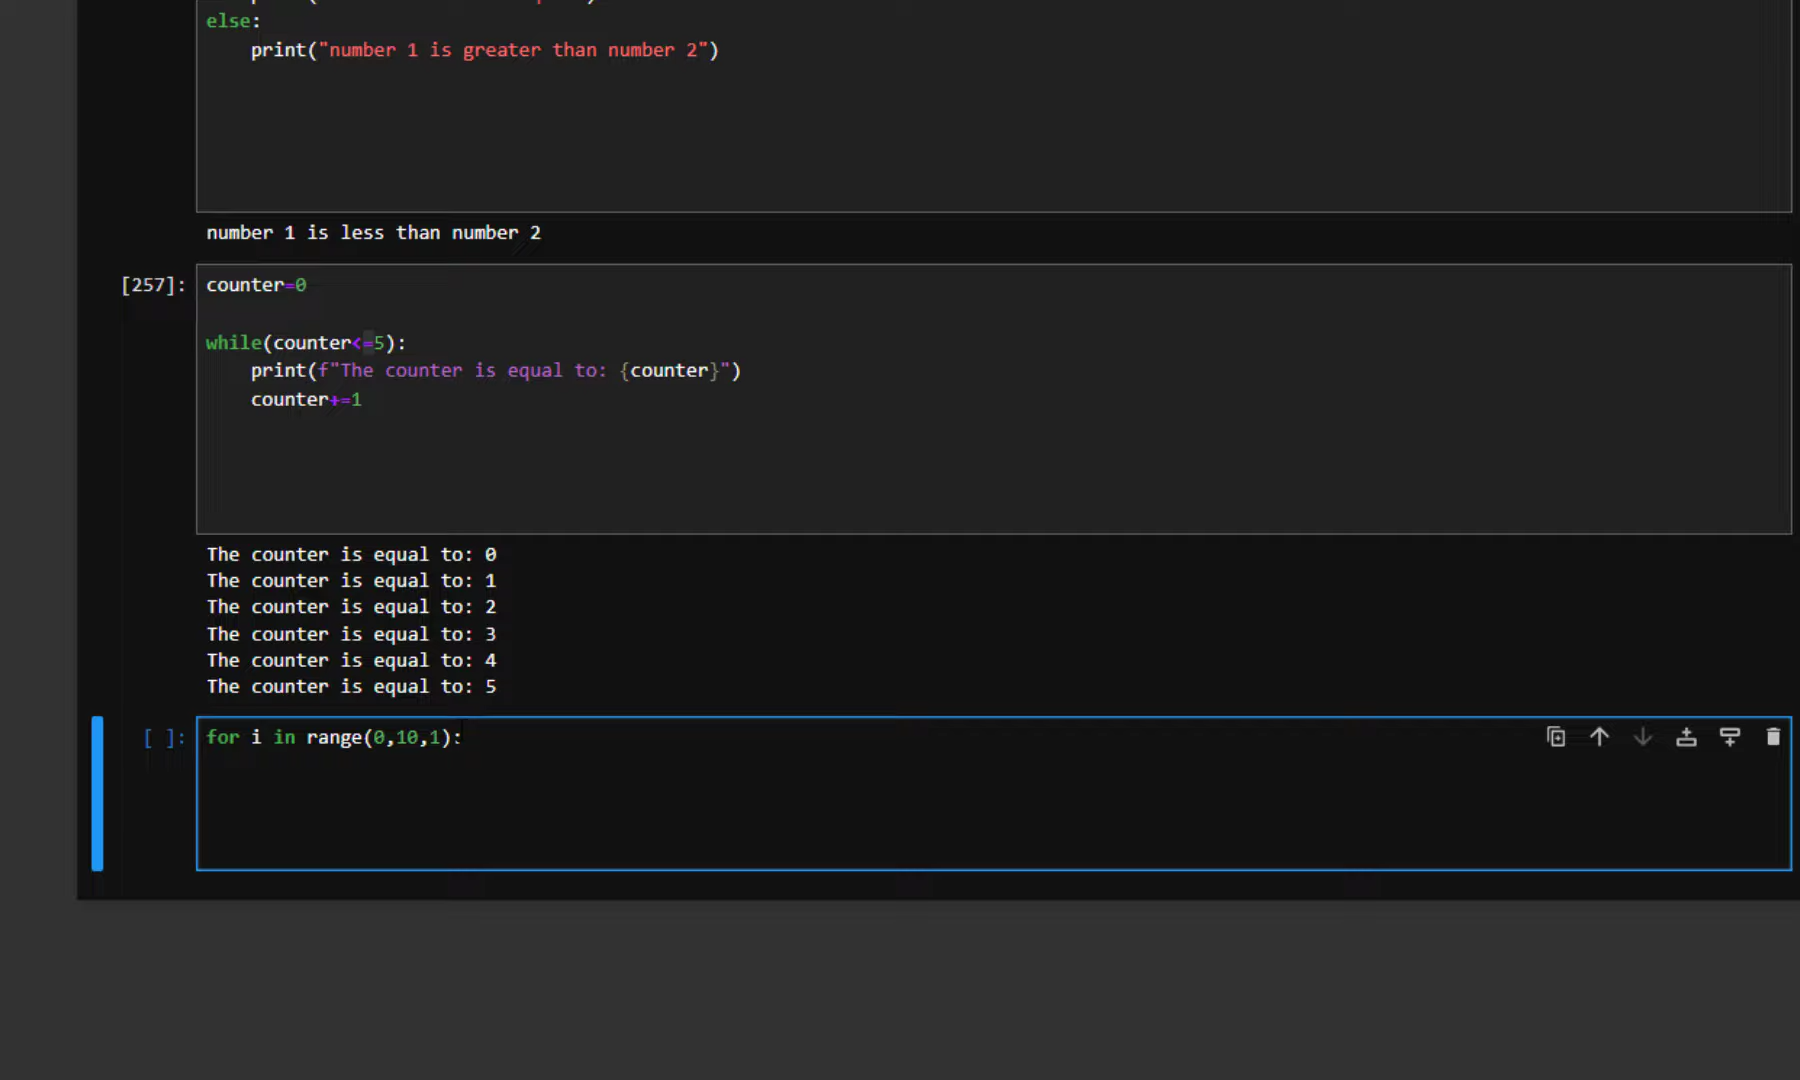 else:
    print("number 1 is greater than number 2")
number 1 is less than number 2
[257]:
counter=0
while(counter<=5):
    print(f"The counter is equal to: {counter}")
    counter+=1
The counter is equal to: 0
The counter is equal to: 1
The counter is equal to: 2
The counter is equal to: 3
The counter is equal to: 4
The counter is equal to: 5
[ ]:
for i in range(0,10,1):